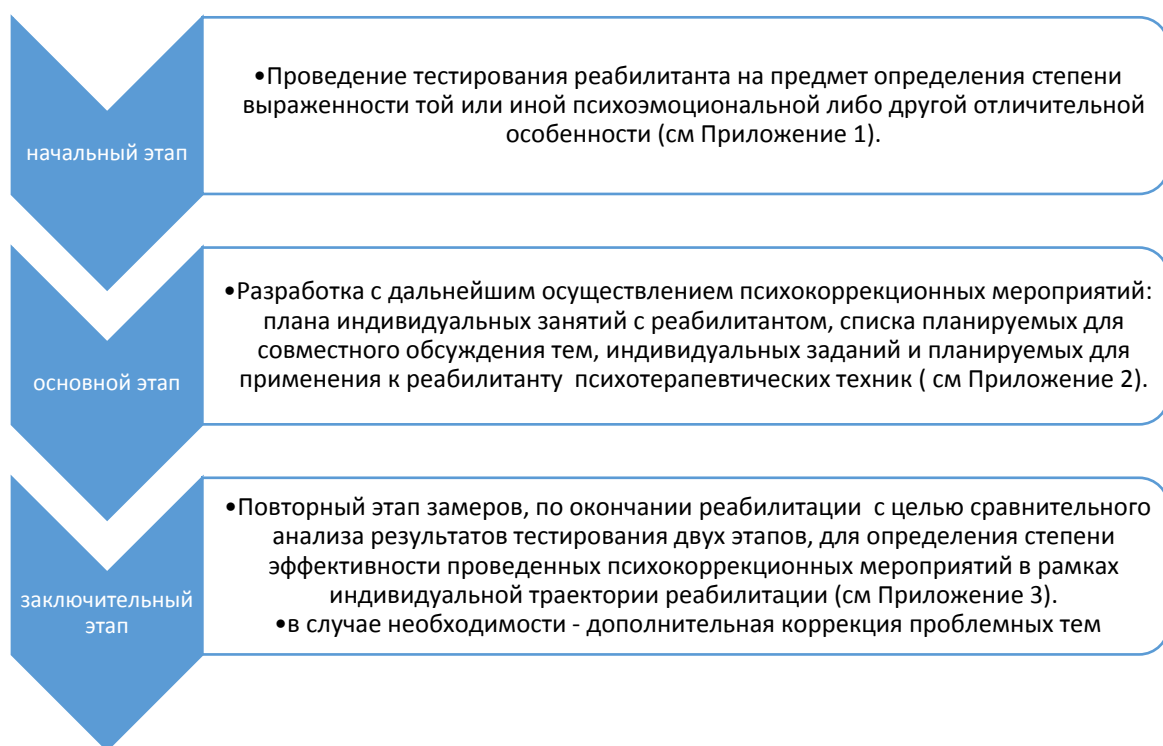 начальный этап
•Проведение тестирования реабилитанта на предмет определения степени
выраженности той или иной психоэмоциональной либо другой отличительной
особенности (см Приложение 1).
основной этап
•Разработка с дальнейшим осуществлением психокоррекционных мероприятий:
плана индивидуальных занятий с реабилитантом, списка планируемых для
совместного обсуждения тем, индивидуальных заданий и планируемых для
применения к реабилитанту  психотерапевтических техник ( см Приложение 2).
заключительный
этап
•Повторный этап замеров, по окончании реабилитации  с целью сравнительного
анализа результатов тестирования двух этапов, для определения степени
эффективности проведенных психокоррекционных мероприятий в рамках
индивидуальной траектории реабилитации (см Приложение 3).
•в случае необходимости - дополнительная коррекция проблемных тем